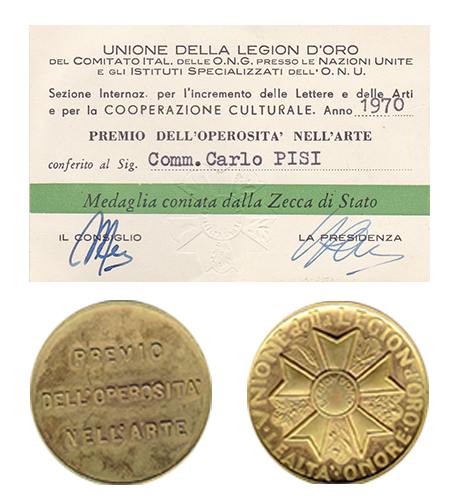 UNIONE DELLA LEGION D'ORO
DEL COMITATO ITAL. DELLE O.N.G. PRESSO LE NAZIONI UNITE
E GLI ISTITUTI SPECIALIZZATI DELL'O.N.U.
Sezione Internaz. per l'incremento delle Lettere e delle Arti
e per la COOPERAZIONE CULTURALE. Anno 1970
PREMIO DELL'OPEROSITA' NELL'ARTE
conferito al Sig. Comm. Carlo PISI
Medaglia coniata dalla Zecca di Stato
IL CONSIGLIO
LA PRESIDENZA
PREMIO
DELL'OPEROSITA'
NELL'ARTE
UNIONE della LEGION D'ORO
LEALTA' ONORE